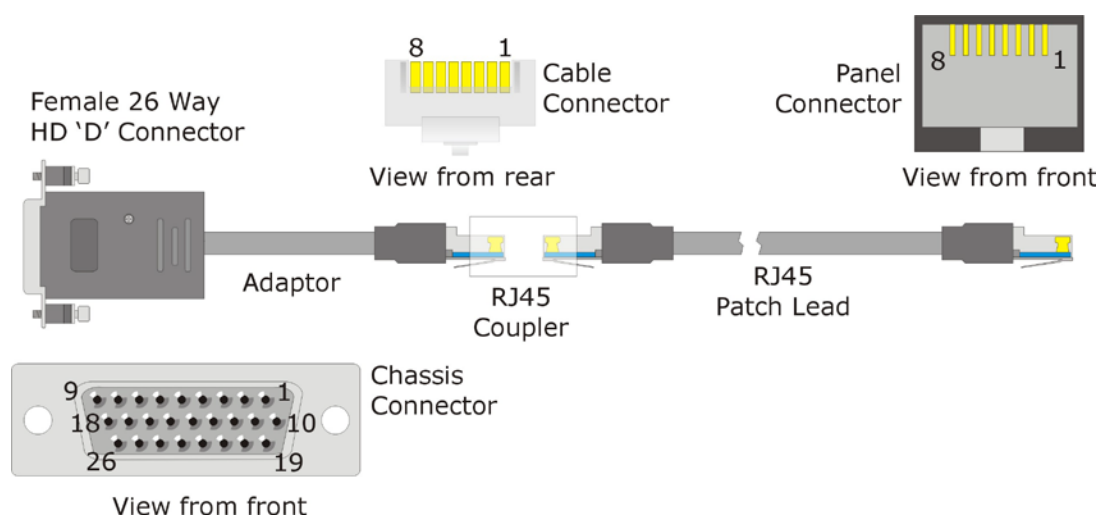 Female 26 Way
HD ‘D’ Connector
8 1
Cable
Connector
View from rear
Panel
Connector
8 1
View from front
Adaptor
RJ45
Coupler
RJ45
Patch Lead
9 1
18 10
26 19
Chassis
Connector
View from front